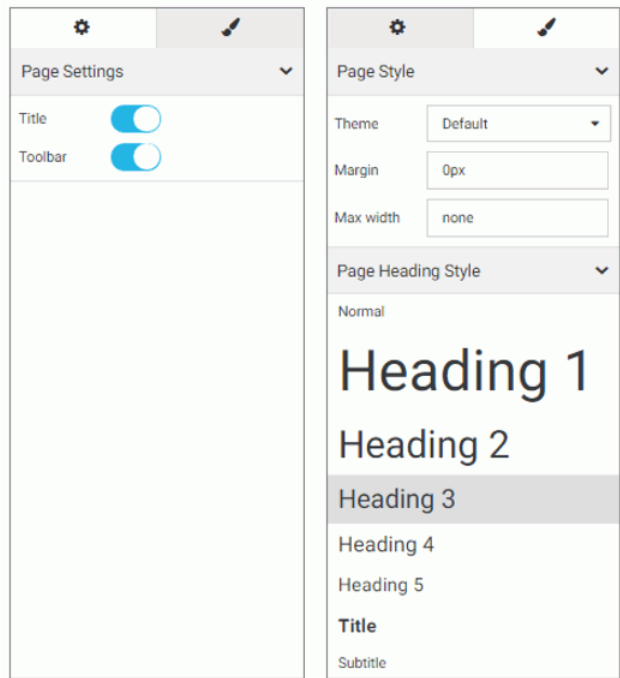 Page Settings
Title
Toolbar
Page Style
Theme Default
Margin 0px
Max width none
Page Heading Style
Normal
Heading 1
Heading 2
Heading 3
Heading 4
Heading 5
Title
Subtitle